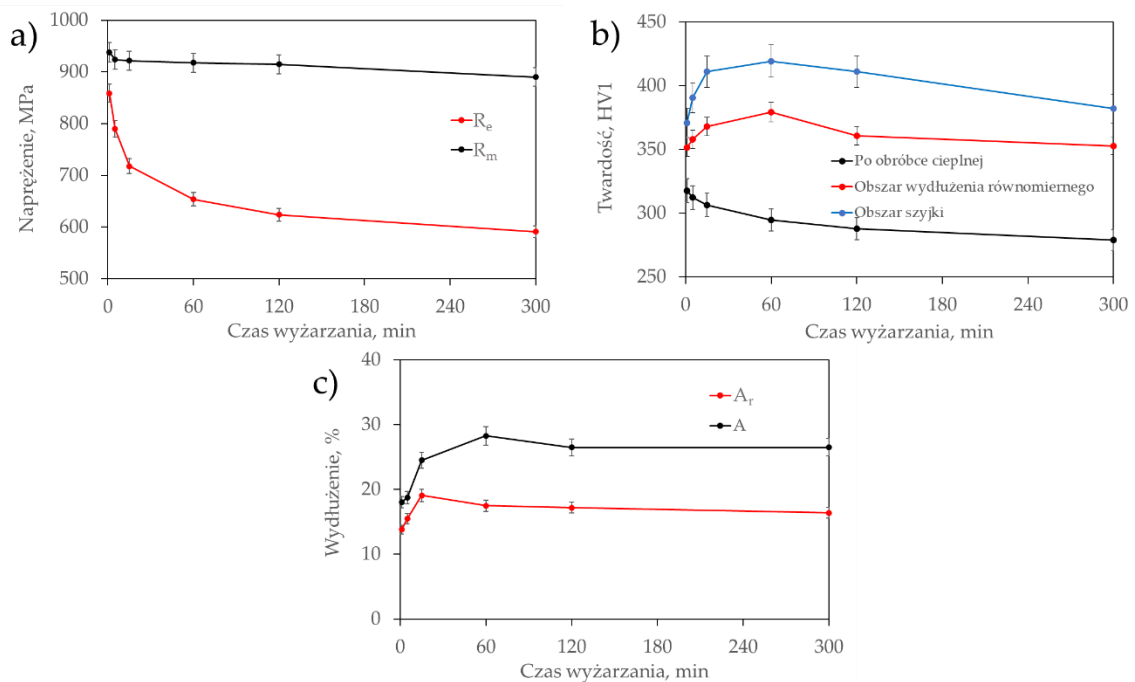 a)
1000
900
800
700
600
500
Naprężenie, MPa
Re
Rm
0 60 120 180 240 300
Czas wyżarzania, min
b)
450
400
350
300
250
Twardość, HV1
Po obróbce cieplnej
Obszar wydłużenia równomiernego
Obszar szyjki
0 60 120 180 240 300
Czas wyżarzania, min
c)
40
30
20
10
0
Wydłużenie, %
Ar
A
0 60 120 180 240 300
Czas wyżarzania, min